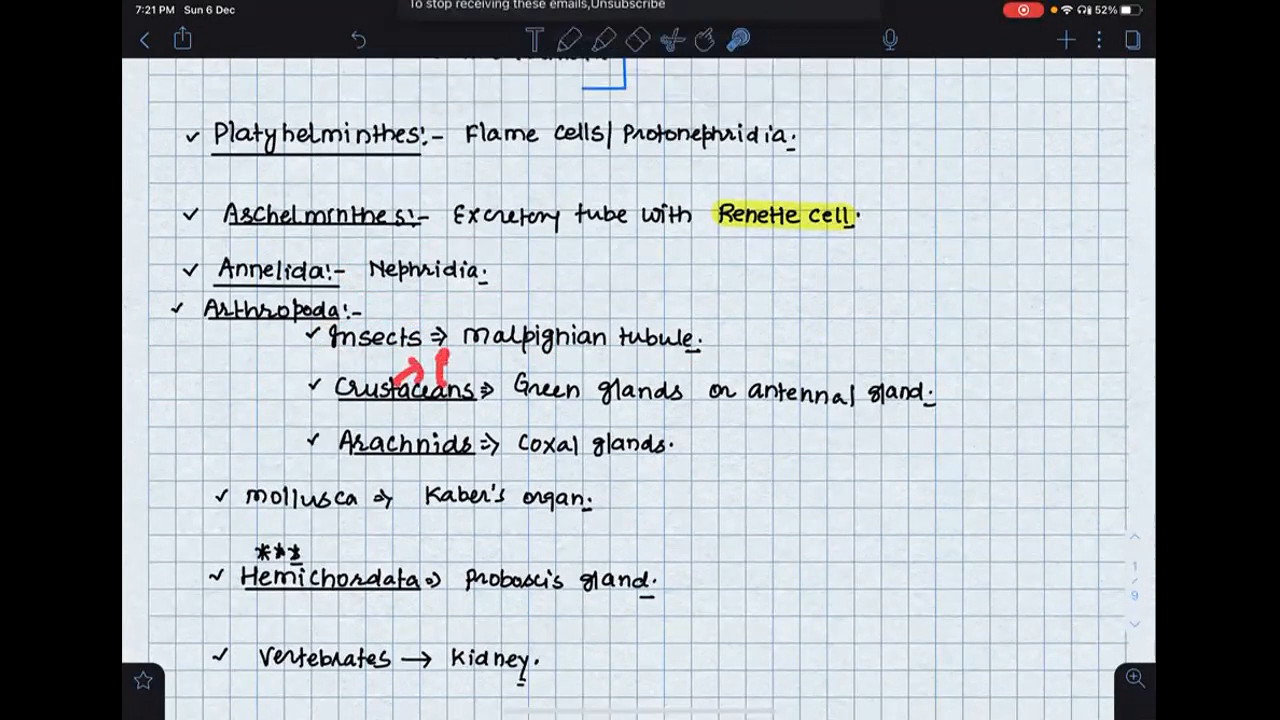 To stop receiving these emails,Unsubscribe
7:21 PM Sun 6 Dec 52%
✓ Platyhelminthes:- Flame cells/ Protonephridia.
✓ Aschelminthes:- Excretory tube with Renette cell.
✓ Annelida:- Nephridia.
✓ Arthropoda:-
✓ Insects ⇒ malpighian tubule.
✓ Crustaceans ⇒ Green glands or antennal gland.
✓ Arachnids ⇒ coxal glands.
✓ mollusca ⇒ Kaber's organ.
***
✓ Hemichordata ⇒ proboscis gland.
✓ Vertebrates → Kidney.
1
/
9